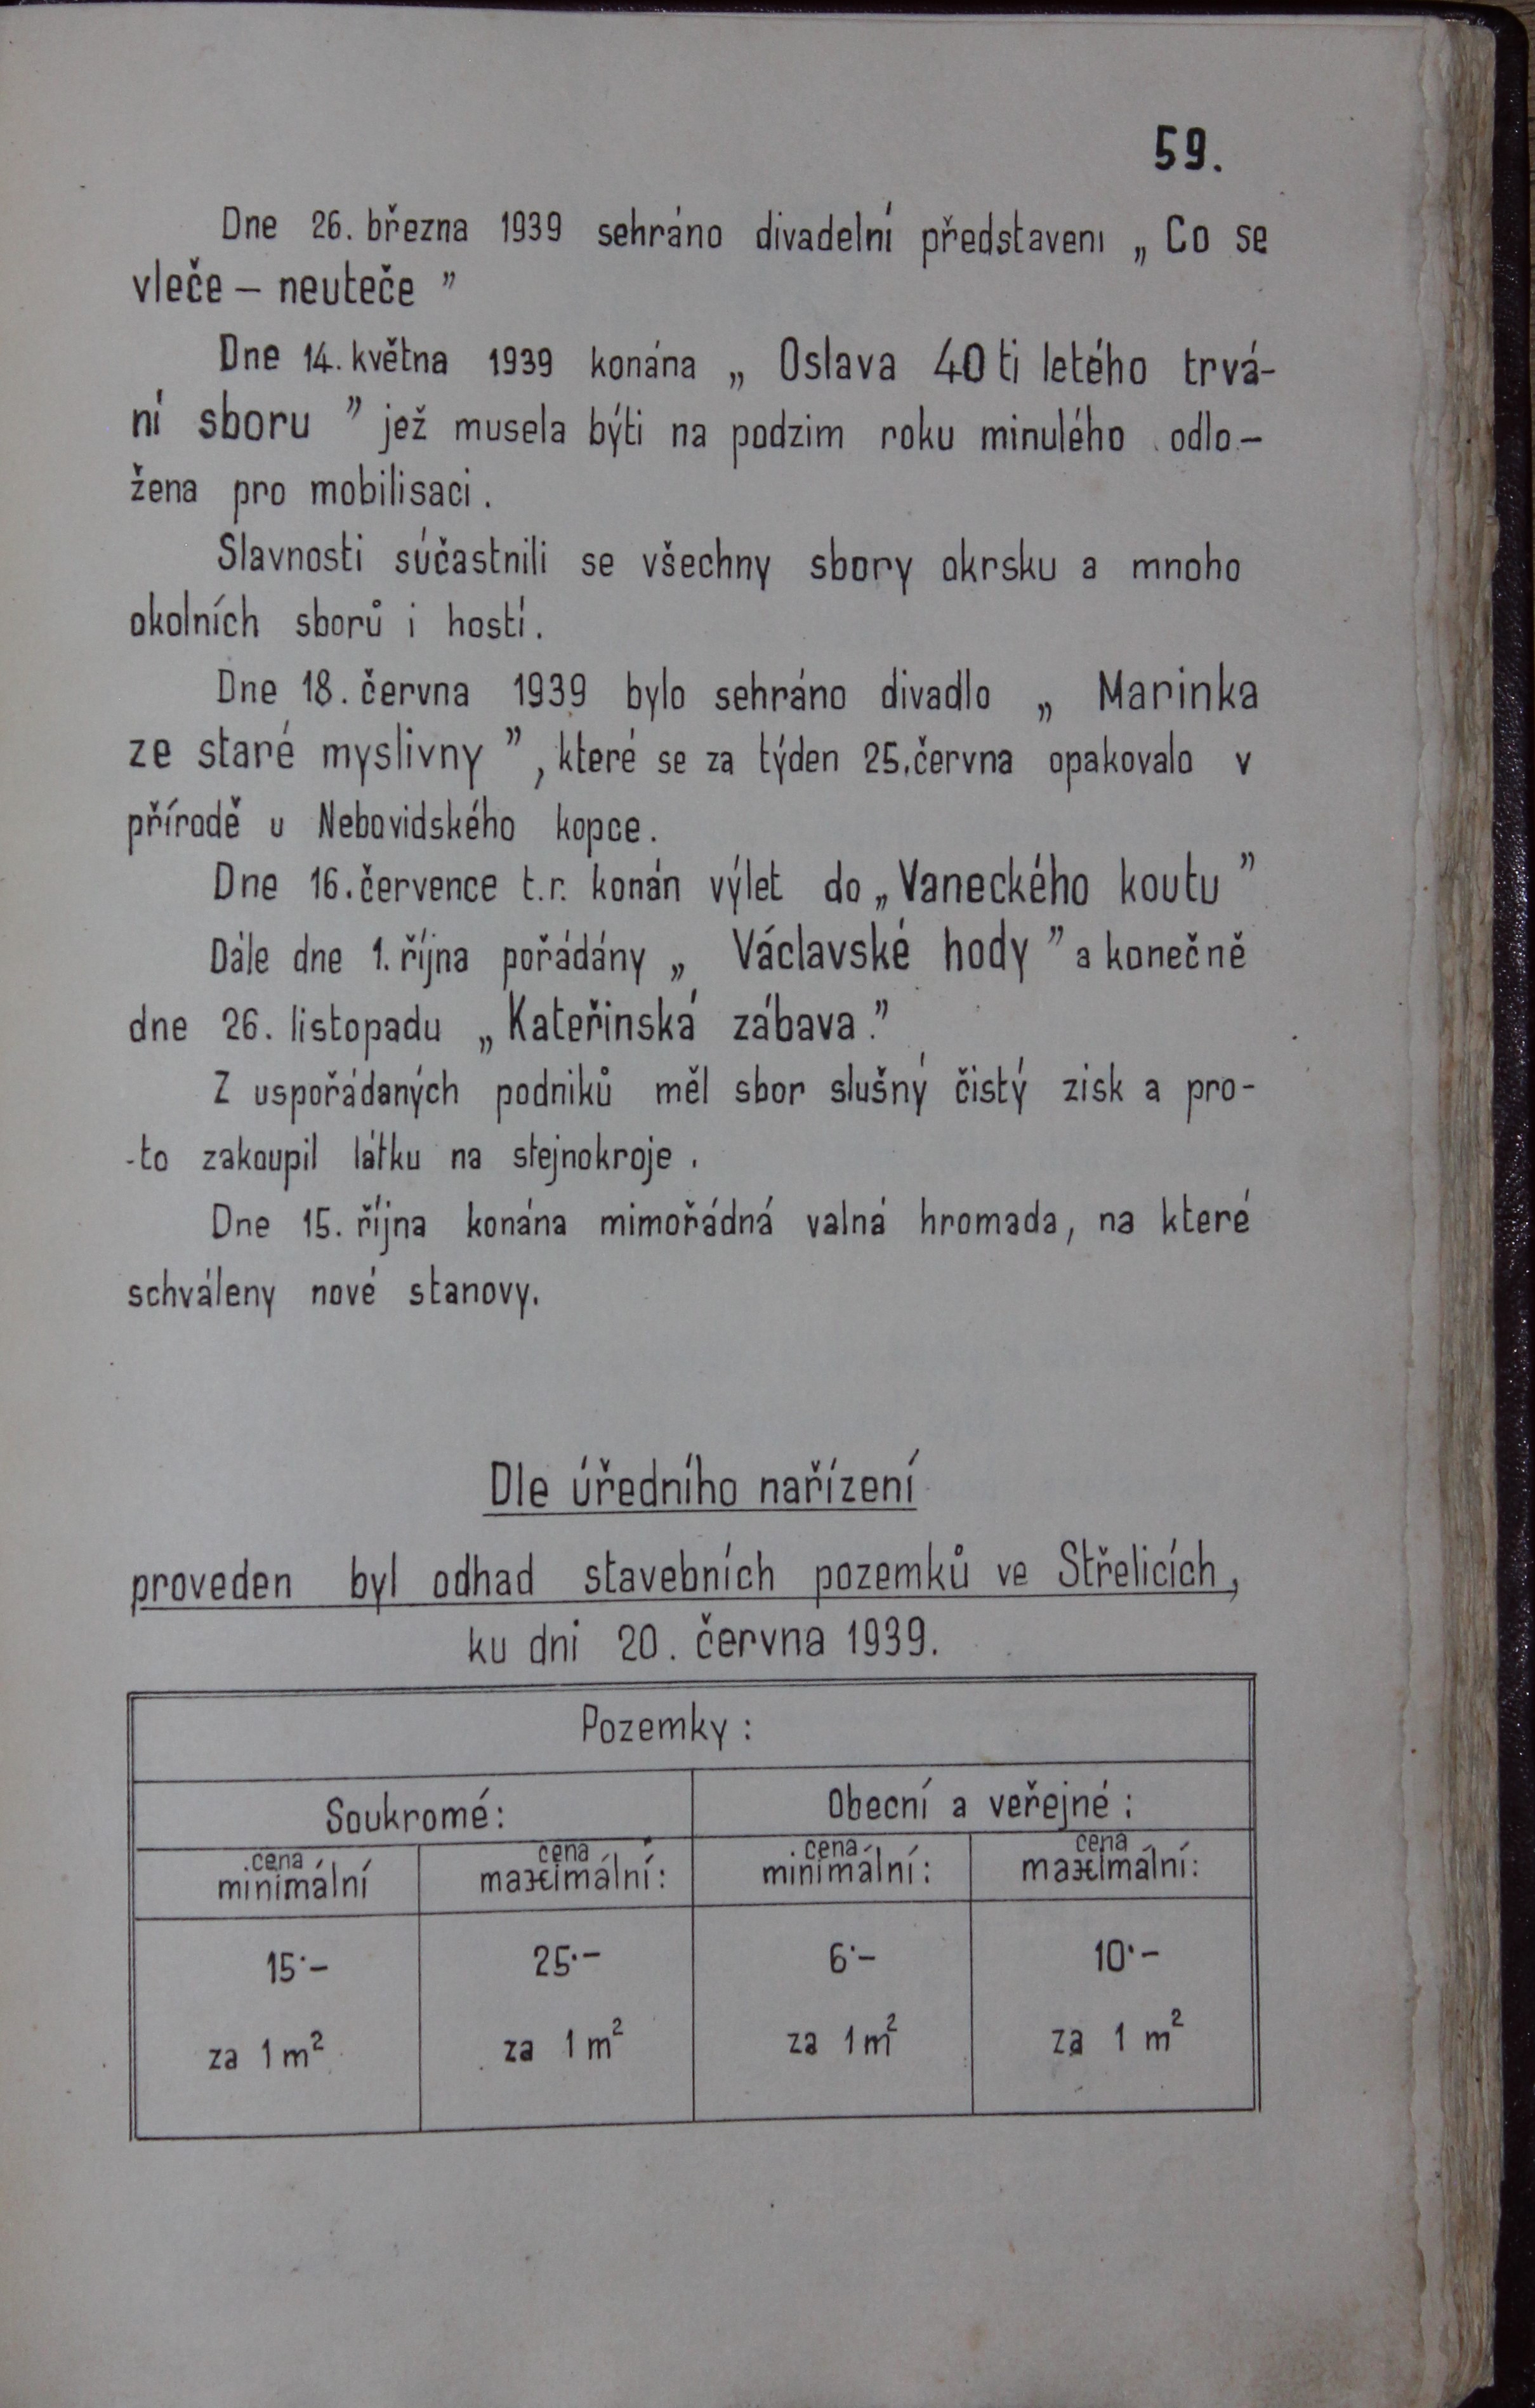 59.
Dne 26. března 1939 sehráno divadelní představeni „ Co se
vleče – neuteče ”
Dne 14. května 1939 konána „ Oslava 40 ti letého trvá-
ní sboru ” jež musela býti na podzim roku minulého odlo-
žena pro mobilisaci.
Slavnosti súčastnili se všechny sbory okrsku a mnoho
okolních sborů i hostí.
Dne 18. června 1939 bylo sehráno divadlo „ Marinka
ze staré myslivny ”, které se za týden 25. června opakovalo v
přírodě u Nebovidského kopce.
Dne 16. července t.r. konán výlet do „Vaneckého koutu ”
Dále dne 1. října pořádány „ Václavské hody ” a konečně
dne 26. listopadu „Kateřinská zábava.”
Z uspořádaných podniků měl sbor slušný čistý zisk a pro-
-to zakoupil látku na stejnokroje.
Dne 15. října konána mimořádná valná hromada, na které
schváleny nové stanovy.
Dle úředního nařízení
proveden byl odhad stavebních pozemků ve Střelicích,
ku dni 20. června 1939.
Pozemky :
Soukromé: Obecní a veřejné :
cena cena cena cena
minimální maximální: minimální: maximální:
15·– 25·– 6·– 10·–
za 1 m² za 1 m² za 1 m² za 1 m²